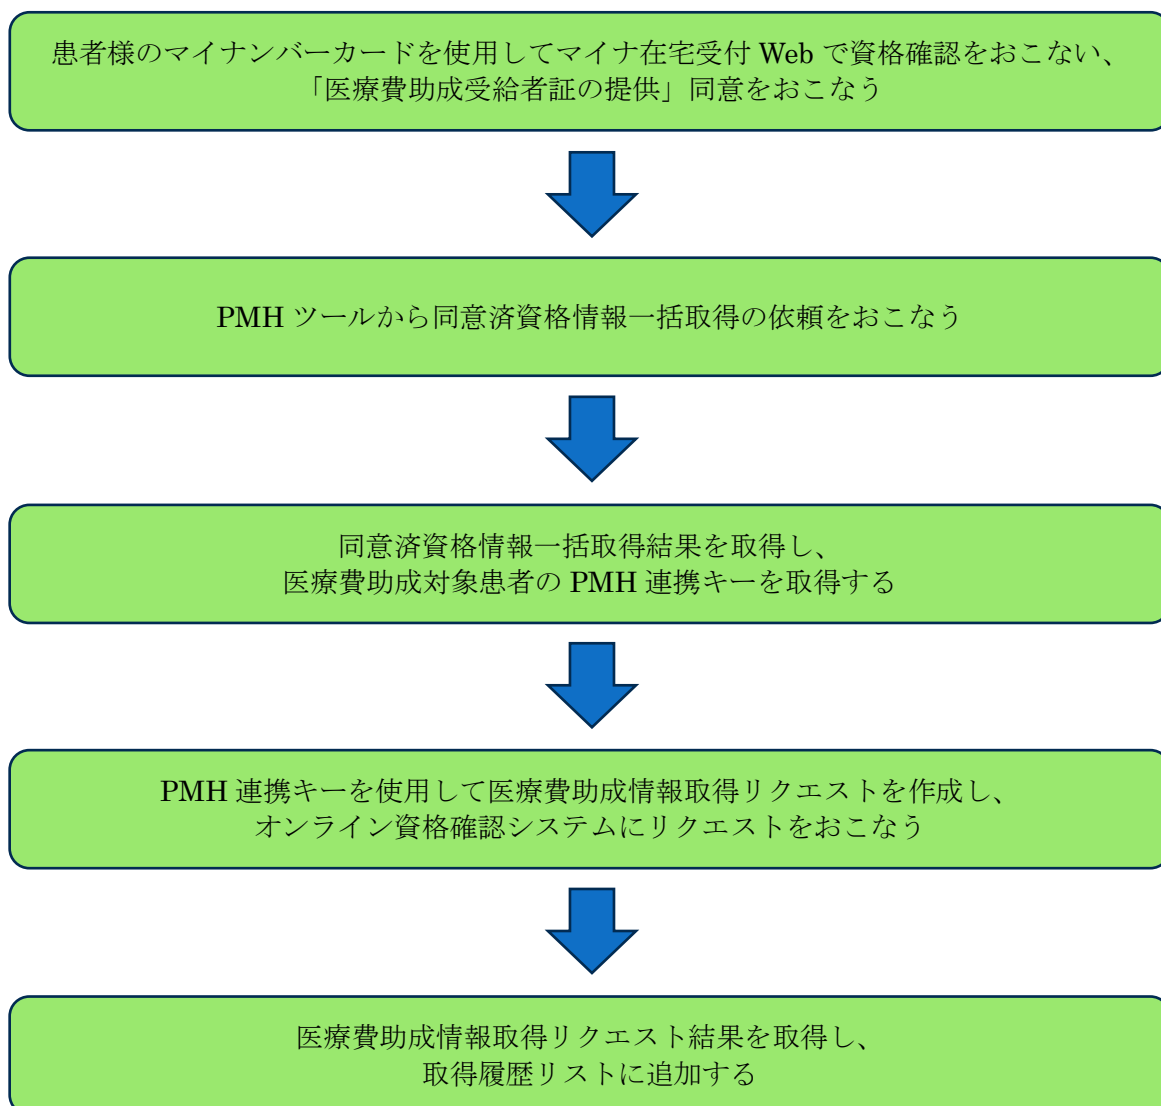 患者様のマイナンバーカードを使用してマイナ在宅受付 Web で資格確認をおこない、
「医療費助成受給者証の提供」同意をおこなう
PMH ツールから同意済資格情報一括取得の依頼をおこなう
同意済資格情報一括取得結果を取得し、
医療費助成対象患者の PMH 連携キーを取得する
PMH 連携キーを使用して医療費助成情報取得リクエストを作成し、
オンライン資格確認システムにリクエストをおこなう
医療費助成情報取得リクエスト結果を取得し、
取得履歴リストに追加する